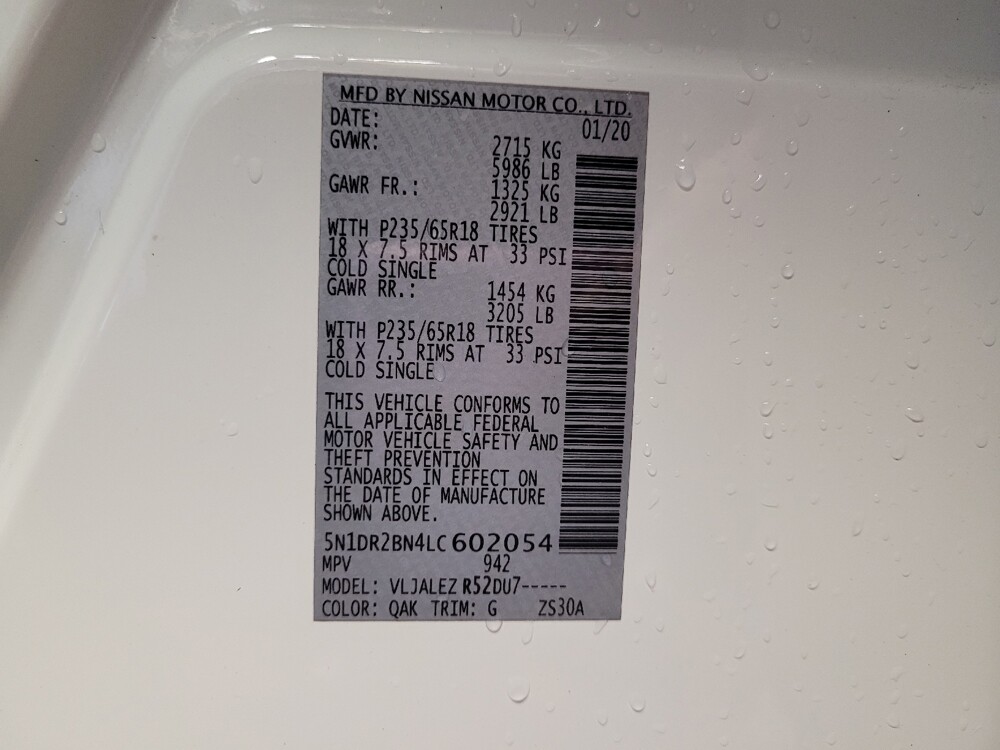 MFD BY NISSAN MOTOR CO., LTD.
DATE: 01/20
GVWR: 2715 KG
5986 LB
GAWR FR.: 1325 KG
2921 LB
WITH P235/65R18 TIRES
18 X 7.5 RIMS AT 33 PSI
COLD SINGLE
GAWR RR.: 1454 KG
3205 LB
WITH P235/65R18 TIRES
18 X 7.5 RIMS AT 33 PSI
COLD SINGLE
THIS VEHICLE CONFORMS TO
ALL APPLICABLE FEDERAL
MOTOR VEHICLE SAFETY AND
THEFT PREVENTION
STANDARDS IN EFFECT ON
THE DATE OF MANUFACTURE
SHOWN ABOVE.
5N1DR2BN4LC602054
MPV 942
MODEL: VLJALEZ R52DU7-----
COLOR: QAK TRIM: G ZS30A